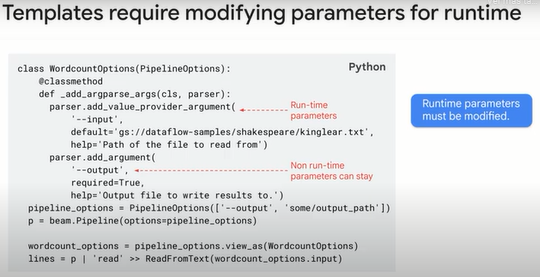 Templates require modifying parameters for runtime
Python
class WordcountOptions(PipelineOptions):
@classmethod
def _add_argparse_args(cls, parser):
parser.add_value_provider_argument(
'--input',
default='gs://dataflow-samples/shakespeare/kinglear.txt',
help='Path of the file to read from')
parser.add_argument(
'--output',
required=True,
help='Output file to write results to.')
pipeline_options = PipelineOptions(['--output', 'some/output_path'])
p = beam.Pipeline(options=pipeline_options)
wordcount_options = pipeline_options.view_as(WordcountOptions)
lines = p | 'read' >> ReadFromText(wordcount_options.input)
Run-time
parameters
Non run-time
parameters can stay
Runtime parameters
must be modified.